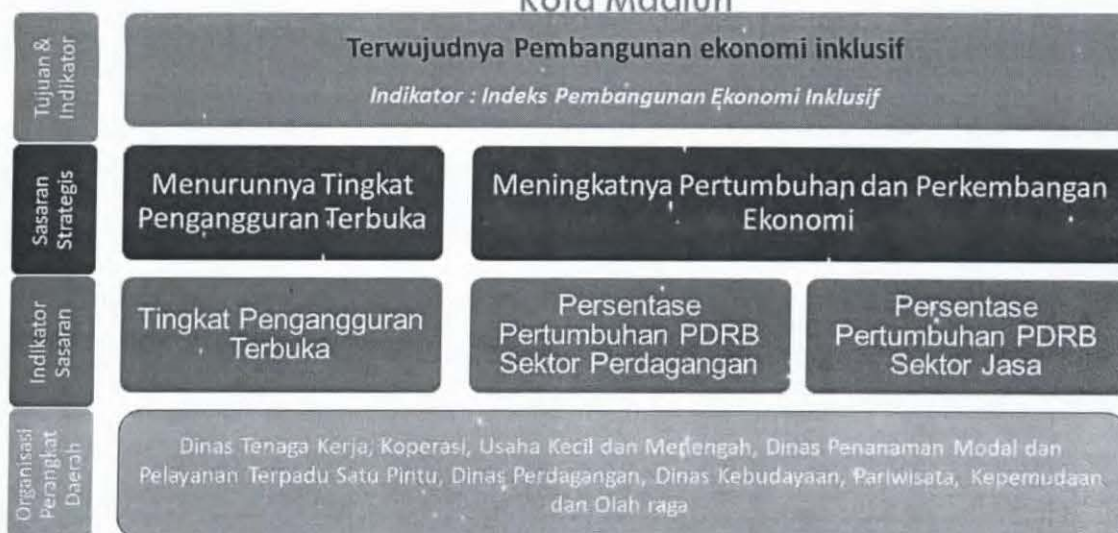 Kota Madiun
Tujuan &
Indikator
Terwujudnya Pembangunan ekonomi inklusif
Indikator : Indeks Pembangunan Ekonomi Inklusif
Sasaran
Strategis
Menurunnya Tingkat
Pengangguran Terbuka
Meningkatnya Pertumbuhan dan Perkembangan
Ekonomi
Indikator
Sasaran
Tingkat Pengangguran
Terbuka
Persentase
Pertumbuhan PDRB
Sektor Perdagangan
Persentase
Pertumbuhan PDRB
Sektor Jasa
Organisasi
Perangkat
Daerah
Dinas Tenaga Kerja, Koperasi, Usaha Kecil dan Menengah, Dinas Penanaman Modal dan
Pelayanan Terpadu Satu Pintu, Dinas Perdagangan, Dinas Kebudayaan, Pariwisata, Kepemudaan
dan Olah raga